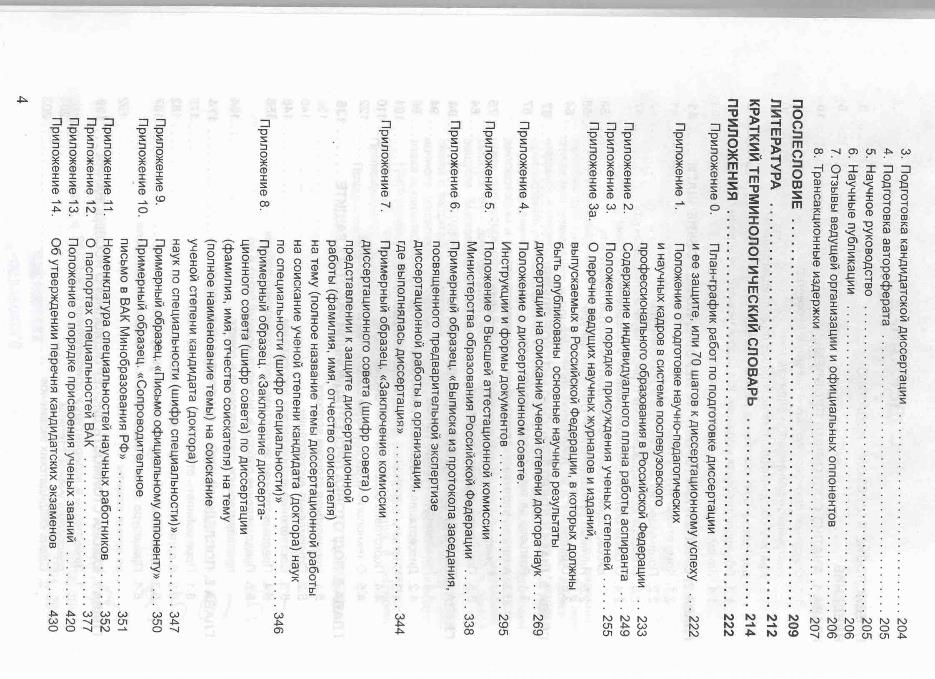 3. Подготовка кандидатской диссертации . . . 204
4. Подготовка автореферата . . . 205
5. Научное руководство . . . 205
6. Научные публикации . . . 206
7. Отзывы ведущей организации и официальных оппонентов . . . 206
8. Трансакционные издержки . . . 207
ПОСЛЕСЛОВИЕ . . . 209
ЛИТЕРАТУРА . . . 212
КРАТКИЙ ТЕРМИНОЛОГИЧЕСКИЙ СЛОВАРЬ . . . 214
ПРИЛОЖЕНИЯ . . . 222
Приложение 0. План-график работ по подготовке диссертации
и ее защите, или 70 шагов к диссертационному успеху . . . 222
Приложение 1. Положение о подготовке научно-педагогических
и научных кадров в системе послевузовского
профессионального образования в Российской Федерации . . 233
Приложение 2. Содержание индивидуального плана работы аспиранта . . . 249
Приложение 3. Положение о порядке присуждения ученых степеней . . . 255
Приложение 3а. О перечне ведущих научных журналов и изданий,
выпускаемых в Российской Федерации, в которых должны
быть опубликованы основные научные результаты
диссертаций на соискание ученой степени доктора наук . . . 269
Приложение 4. Положение о диссертационном совете.
Инструкции и формы документов . . . 295
Приложение 5. Положение о Высшей аттестационной комиссии
Министерства образования Российской Федерации . . . 338
Приложение 6. Примерный образец. «Выписка из протокола заседания,
посвященного предварительной экспертизе
диссертационной работы в организации,
где выполнялась диссертация» . . . 344
Приложение 7. Примерный образец. «Заключение комиссии
диссертационного совета (шифр совета) о
представлении к защите диссертационной
работы (фамилия, имя, отчество соискателя)
на тему (полное название темы диссертационной работы
на соискание ученой степени кандидата (доктора) наук
по специальности (шифр специальности)» . . . 346
Приложение 8. Примерный образец. «Заключение диссерта-
ционного совета (шифр совета) по диссертации
(фамилия, имя, отчество соискателя) на тему
(полное наименование темы) на соискание
ученой степени кандидата (доктора)
наук по специальности (шифр специальности)» . . . 347
Приложение 9. Примерный образец. «Письмо официальному оппоненту» . . . 350
Приложение 10. Примерный образец. «Сопроводительное
письмо в ВАК Минобразования РФ» . . . 351
Приложение 11. Номенклатура специальностей научных работников . . . 352
Приложение 12. О паспортах специальностей ВАК . . . 377
Приложение 13. Положение о порядке присвоения ученых званий . . . 420
Приложение 14. Об утверждении перечня кандидатских экзаменов . . . 430
4